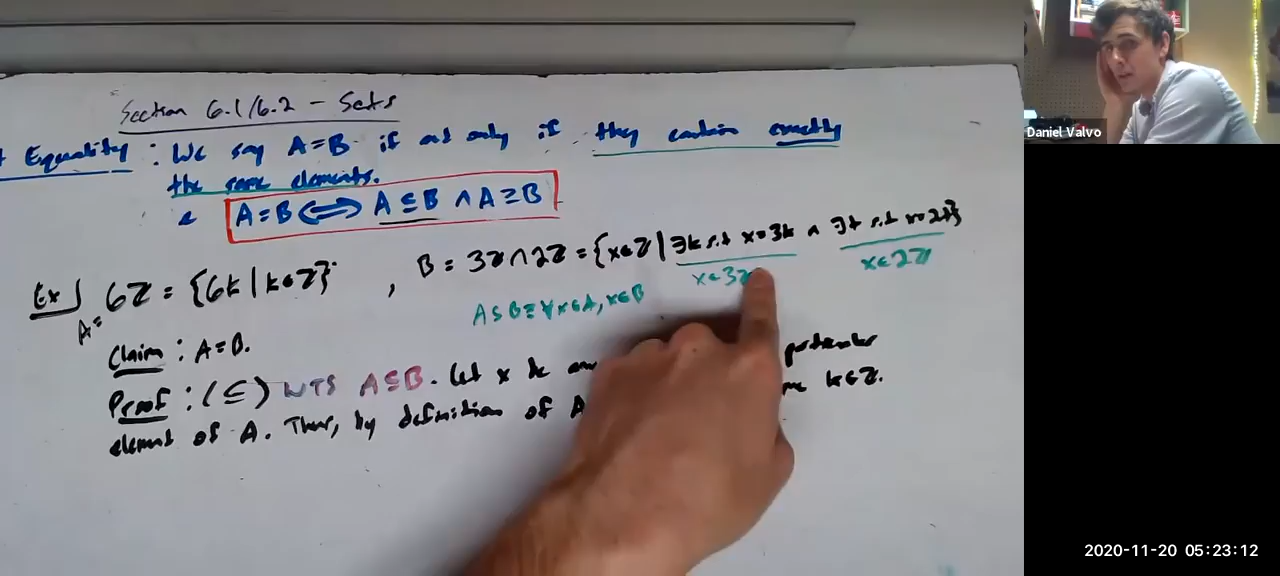 Section 6.1/6.2 - Sets
Equality : We say A=B if and only if they contain exactly
the same elements.
A=B ⟺ A⊆B ∧ A⊇B
Ex) 6ℤ = {6k | k∈ℤ} , B = 3ℤ∩2ℤ = {x∈ℤ | ∃k s.t x=3k ∧ ∃t s.t x=2t}
A=
x∈3ℤ
x∈2ℤ
A⊆B≡∀x∈A, x∈B
Claim : A=B.
Proof : (⊆) WTS A⊆B. Let x be particular
element of A. Then, by definition of A k∈ℤ.
Daniel Valvo
2020-11-20 05:23:12